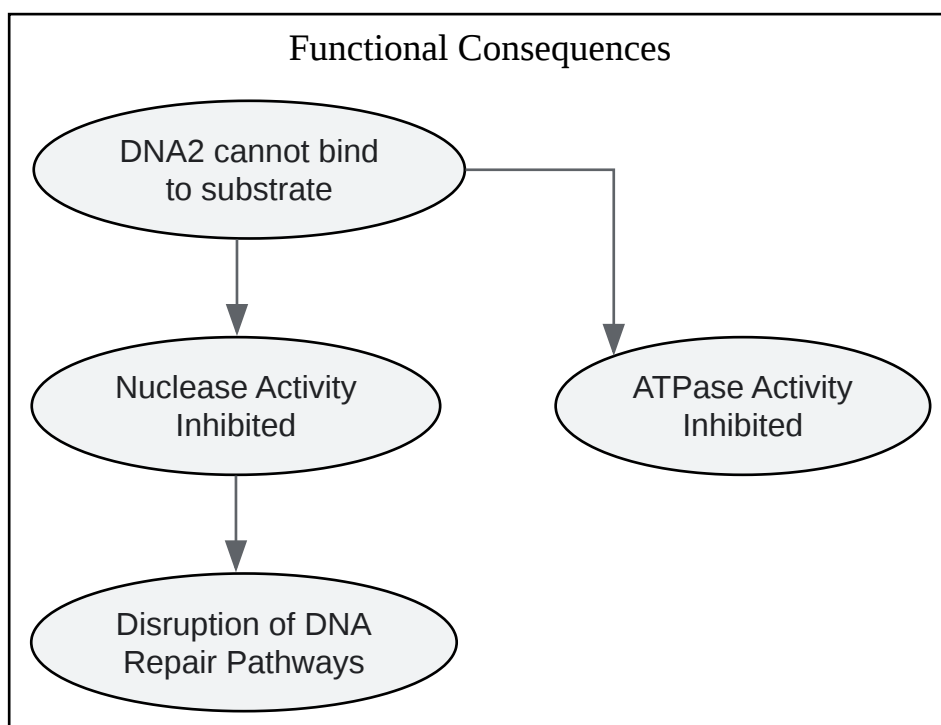 Functional Consequences
DNA2 cannot bind
to substrate
Nuclease Activity
Inhibited
ATPase Activity
Inhibited
Disruption of DNA
Repair Pathways